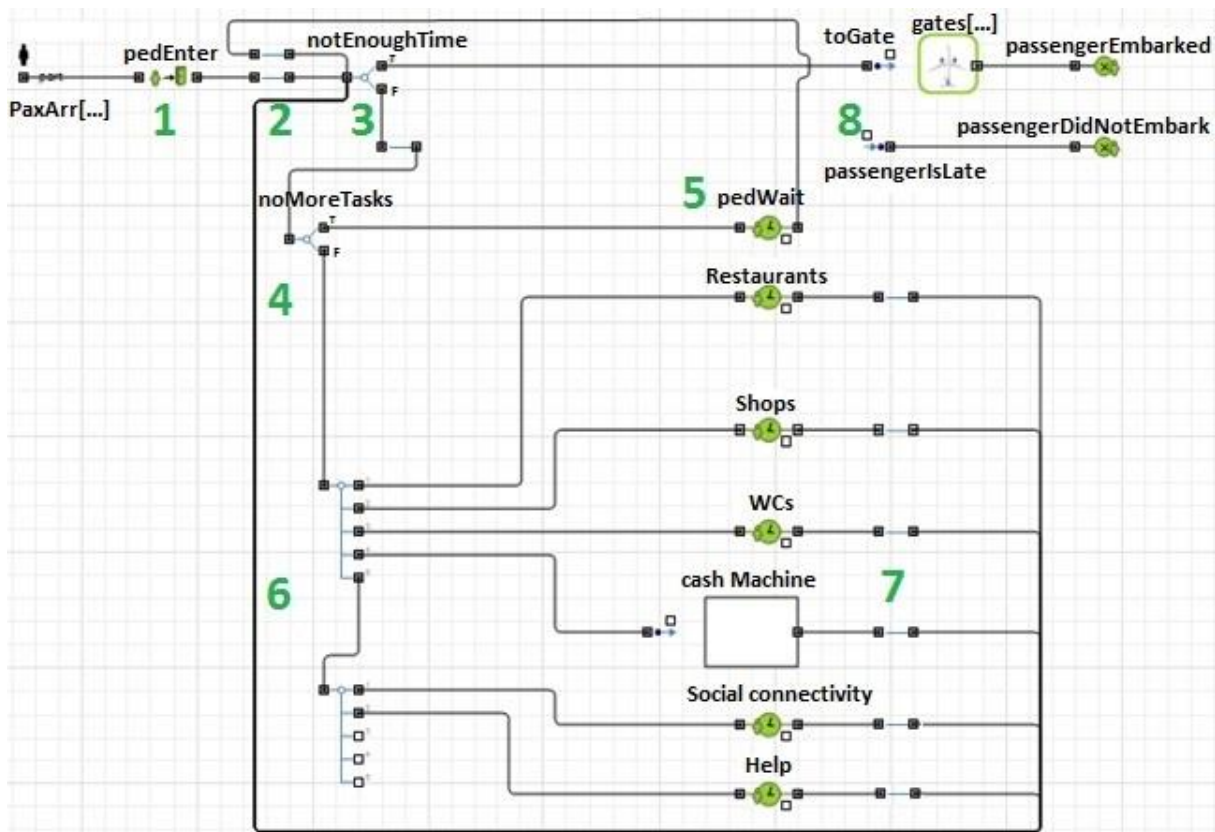 gates[...]
notEnoughTime
toGate
passengerEmbarked
pedEnter
T
port
F
PaxArr[...]
1
2
3
8
passengerDidNotEmbark
passengerIsLate
noMoreTasks
5
pedWait
T
F
Restaurants
4
Shops
WCs
cash Machine
7
6
Social connectivity
Help